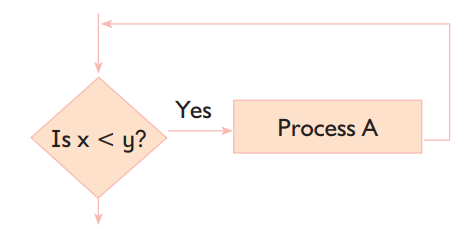 Yes
Is x < y?
Process A